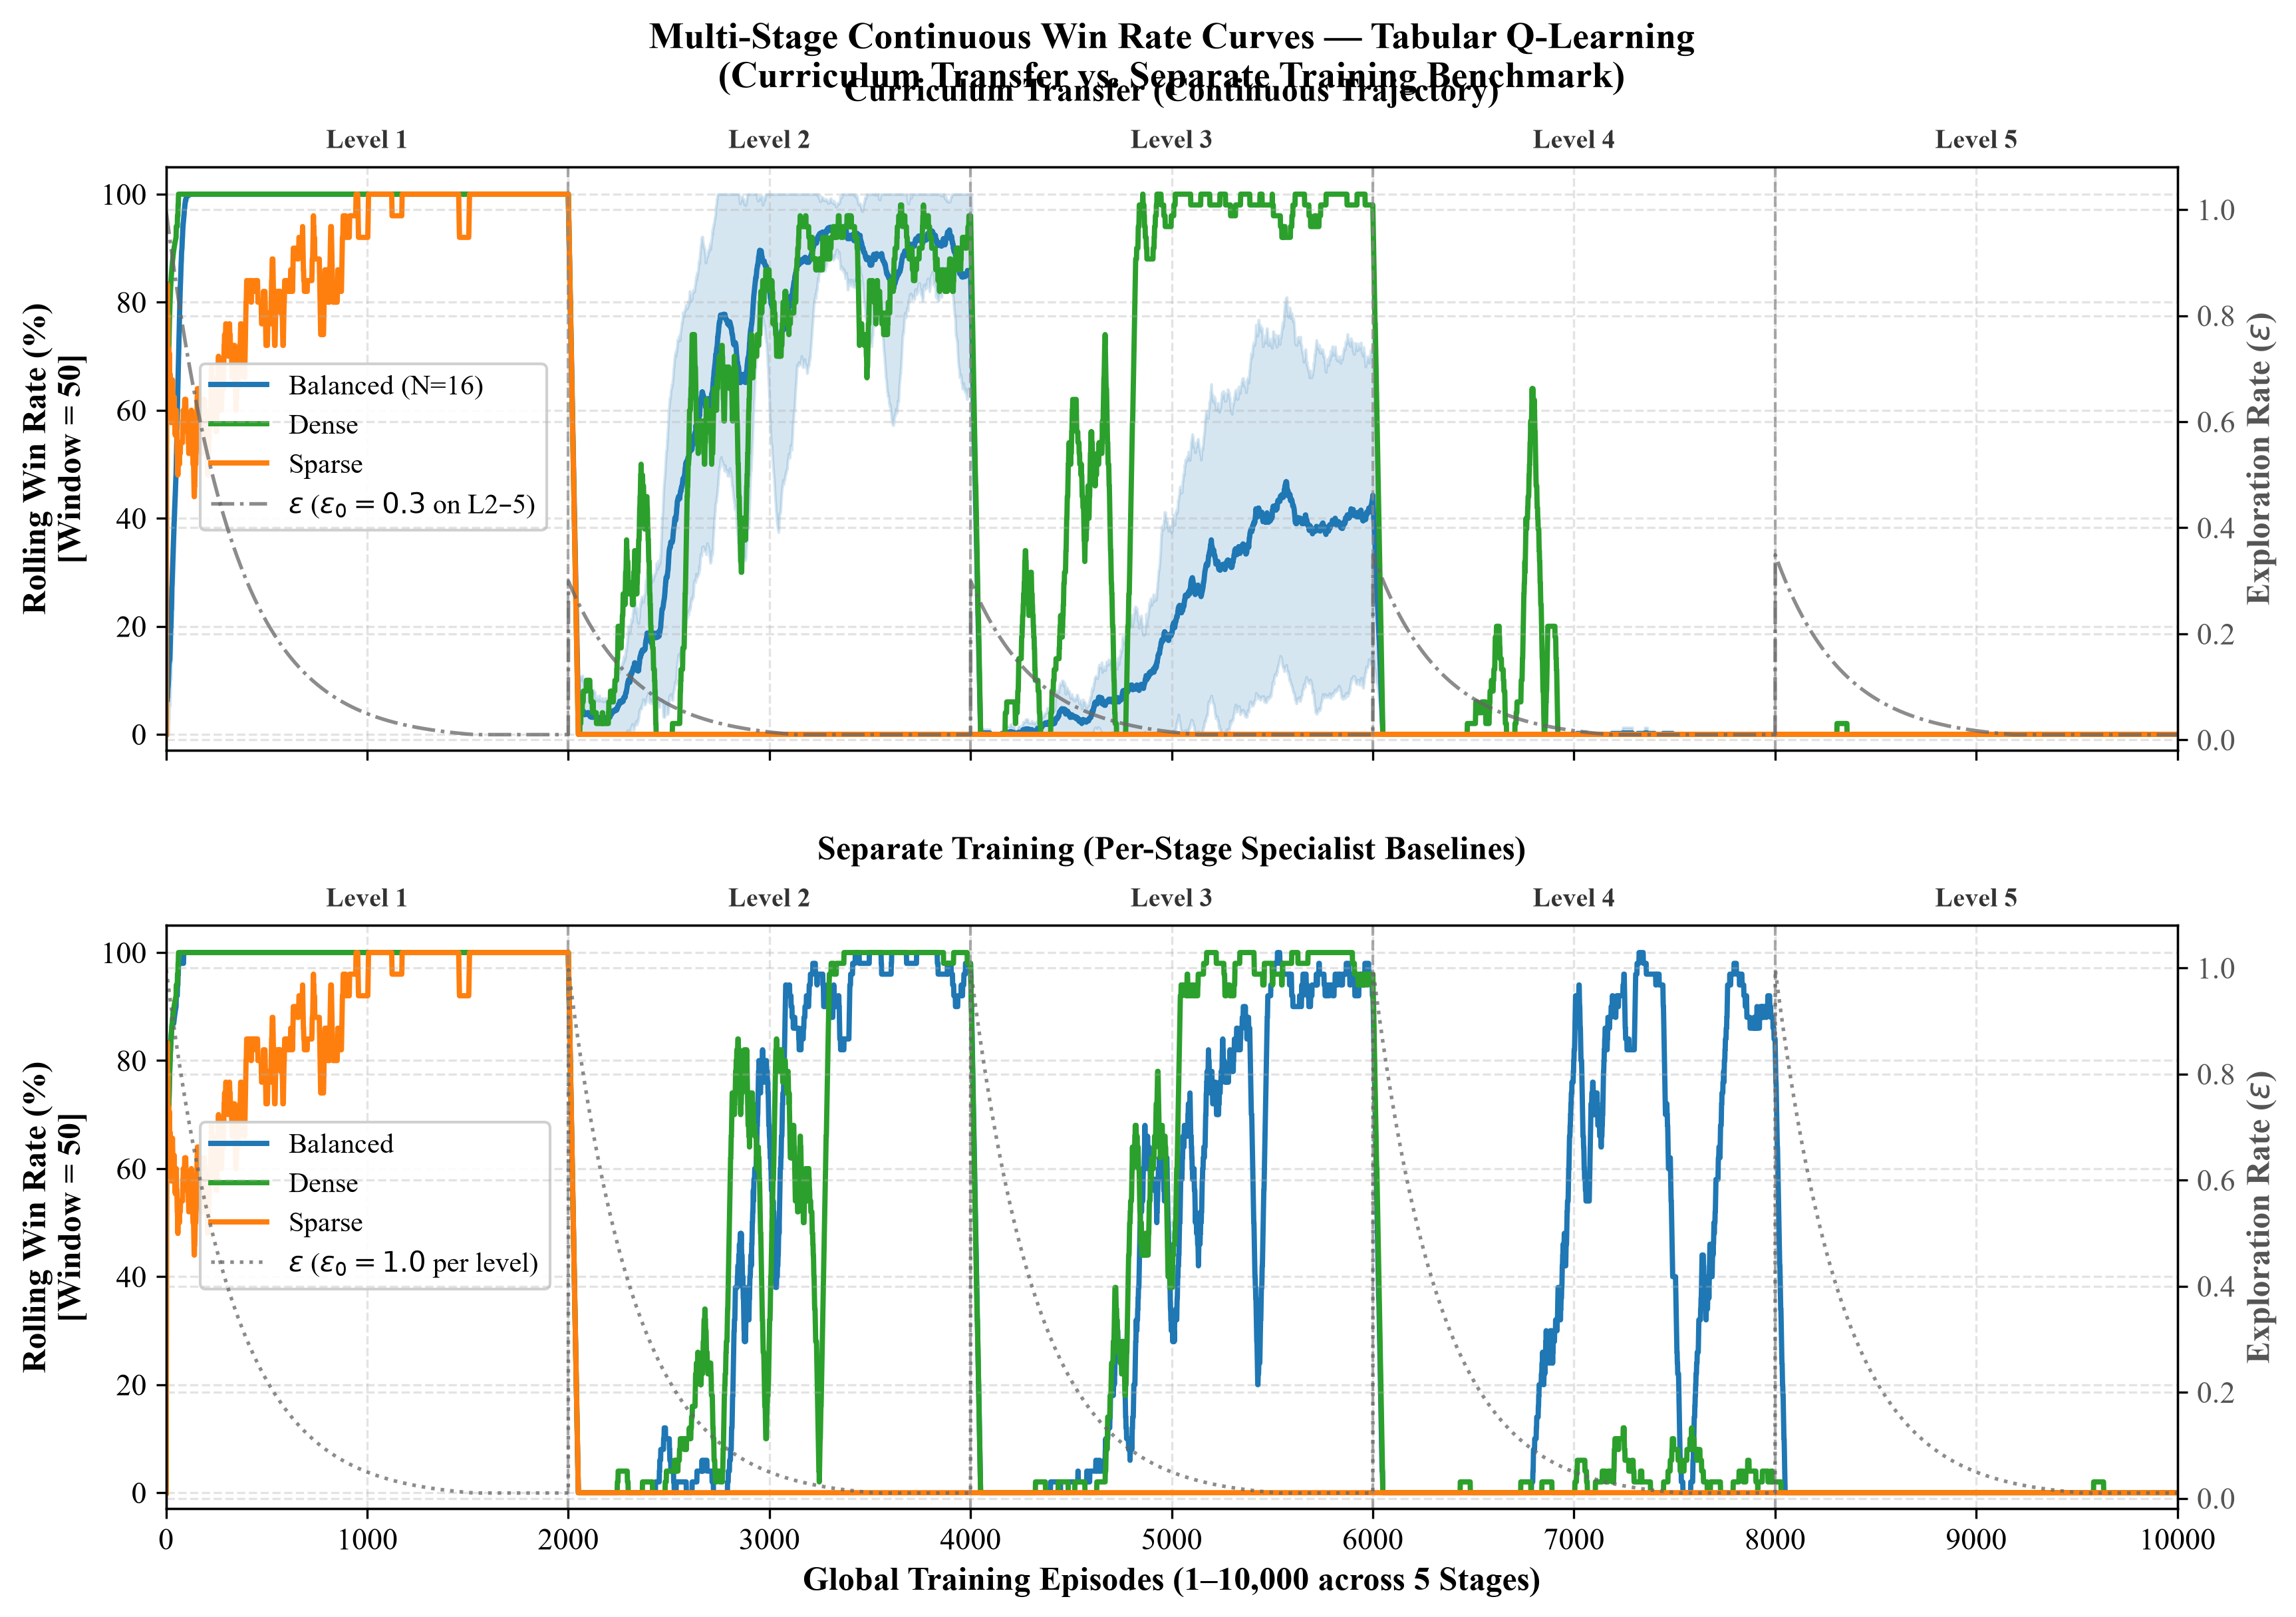 Multi-Stage Continuous Win Rate Curves — Tabular Q-Learning
(Curriculum Transfer vs. Separate Training Benchmark)
Curriculum Transfer (Continuous Trajectory)
Level 1 Level 2 Level 3 Level 4 Level 5
Rolling Win Rate (%)
[Window = 50]
100
80
60
40
20
0
Balanced (N=16)
Dense
Sparse
ε (ε₀ = 0.3 on L2–5)
1.0
0.8
0.6
0.4
0.2
0.0
Exploration Rate (ε)
Separate Training (Per-Stage Specialist Baselines)
Level 1 Level 2 Level 3 Level 4 Level 5
Rolling Win Rate (%)
[Window = 50]
100
80
60
40
20
0
Balanced
Dense
Sparse
ε (ε₀ = 1.0 per level)
1.0
0.8
0.6
0.4
0.2
0.0
Exploration Rate (ε)
0 1000 2000 3000 4000 5000 6000 7000 8000 9000 10000
Global Training Episodes (1–10,000 across 5 Stages)